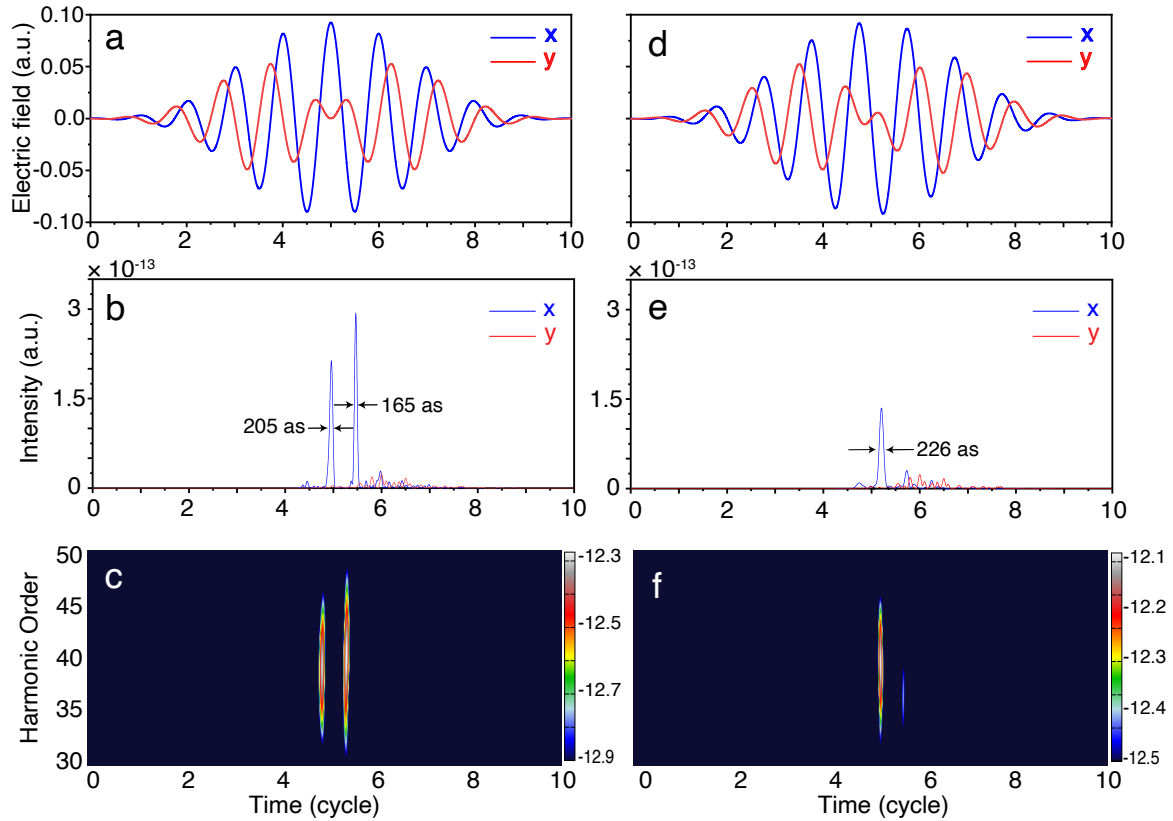 a
x
y
Electric field (a.u.)
0.10
0.05
0.0
-0.05
-0.10
0 2 4 6 8 10
d
x
y
0 2 4 6 8 10
× 10-13
b
x
y
Intensity (a.u.)
3
1.5
0
205 as
165 as
0 2 4 6 8 10
× 10-13
e
x
y
3
1.5
0
226 as
0 2 4 6 8 10
c
Harmonic Order
50
45
40
35
30
-12.3
-12.5
-12.7
-12.9
0 2 4 6 8 10
Time (cycle)
f
-12.1
-12.2
-12.3
-12.4
-12.5
0 2 4 6 8 10
Time (cycle)